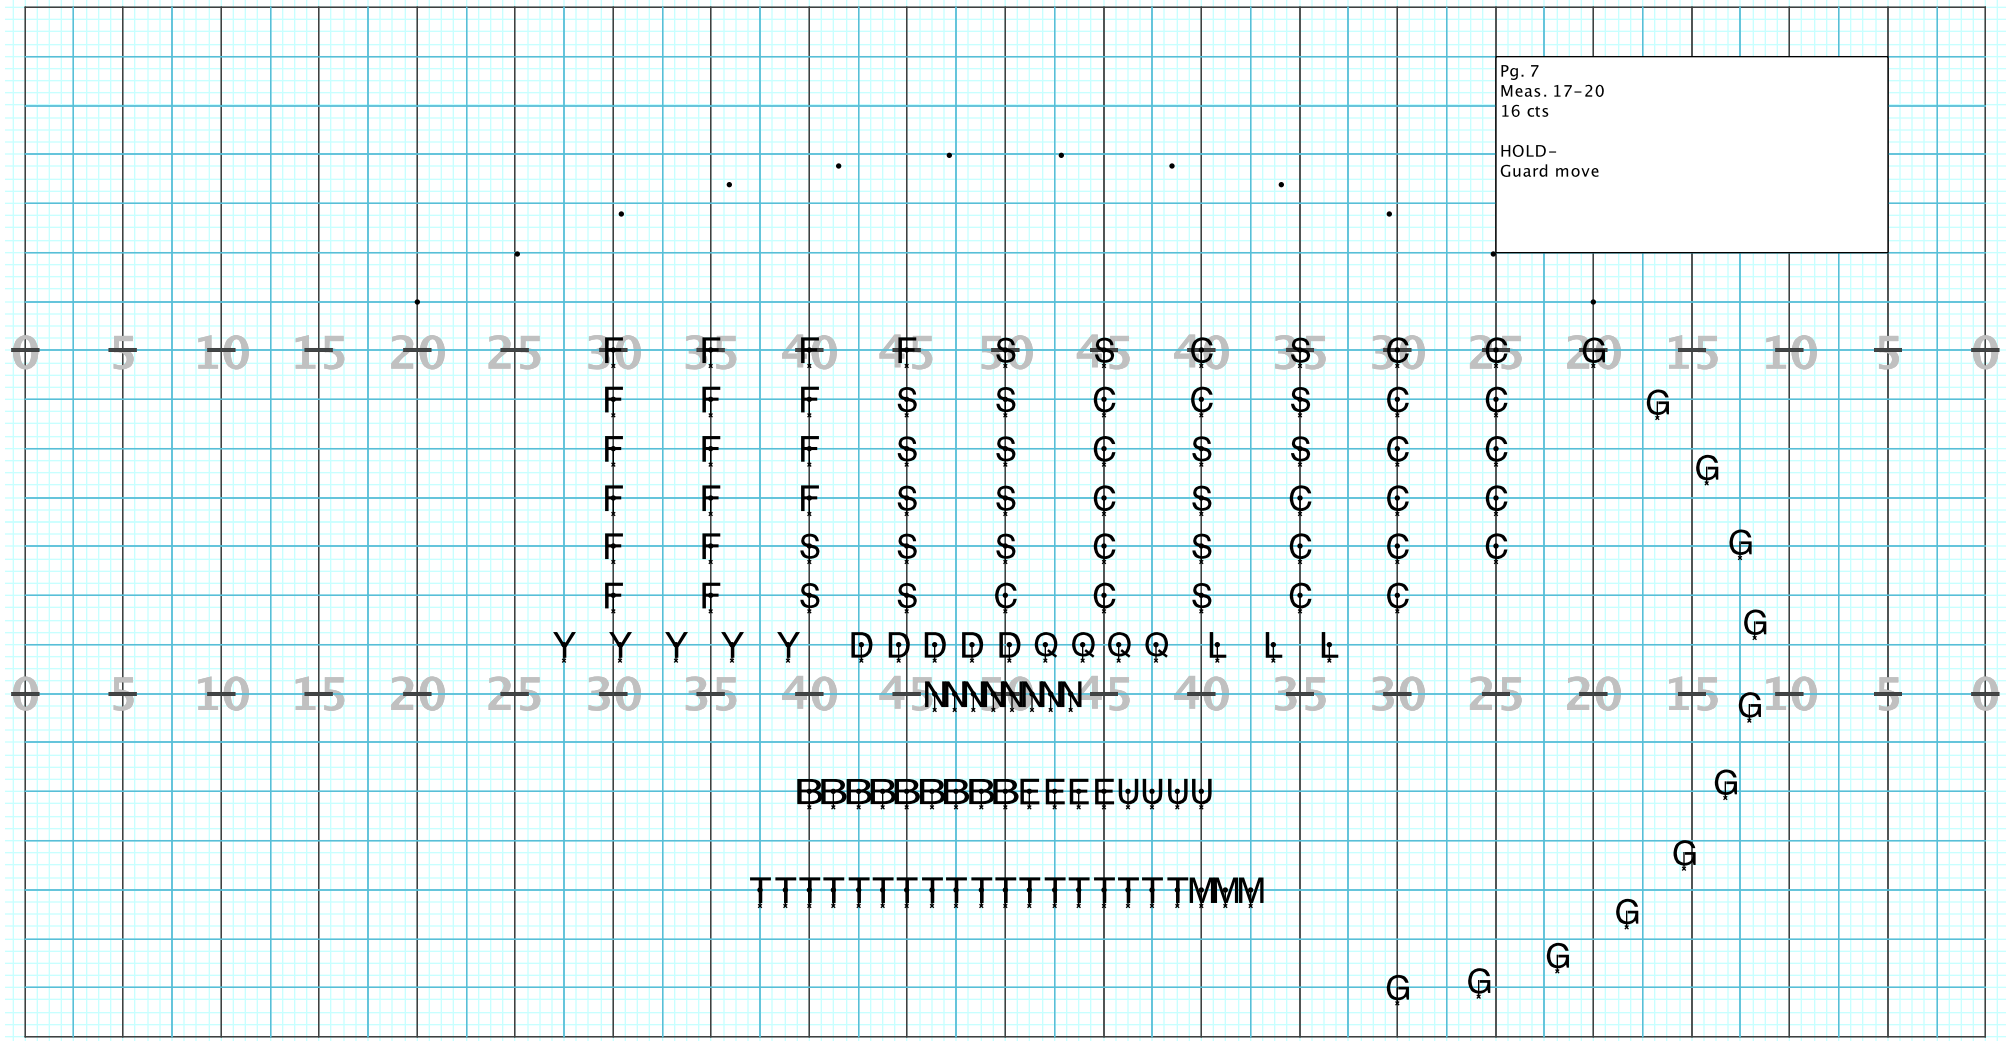 Pg. 7
Meas. 17-20
16 cts
HOLD-
Guard move
0 5 10 15 20 25 30 35 40 45 50 45 40 35 30 25 20 15 10 5 0
F F F F S S C S C C G
F F F S S C C S C C G
F F F S S C S S C C G
F F F S S C S C C C
F F S S S C S C C C G
F F S S C C S C C G
Y Y Y Y Y D D D D D Q Q Q Q L L L
0 5 10 15 20 25 30 35 40 45 50 45 40 35 30 25 20 15 10 5 0
N N N N N N N N G
B B B B B B B B B E E E E U U U U G
G
T T T T T T T T T T T T T T T T T T M M M G
G
G G